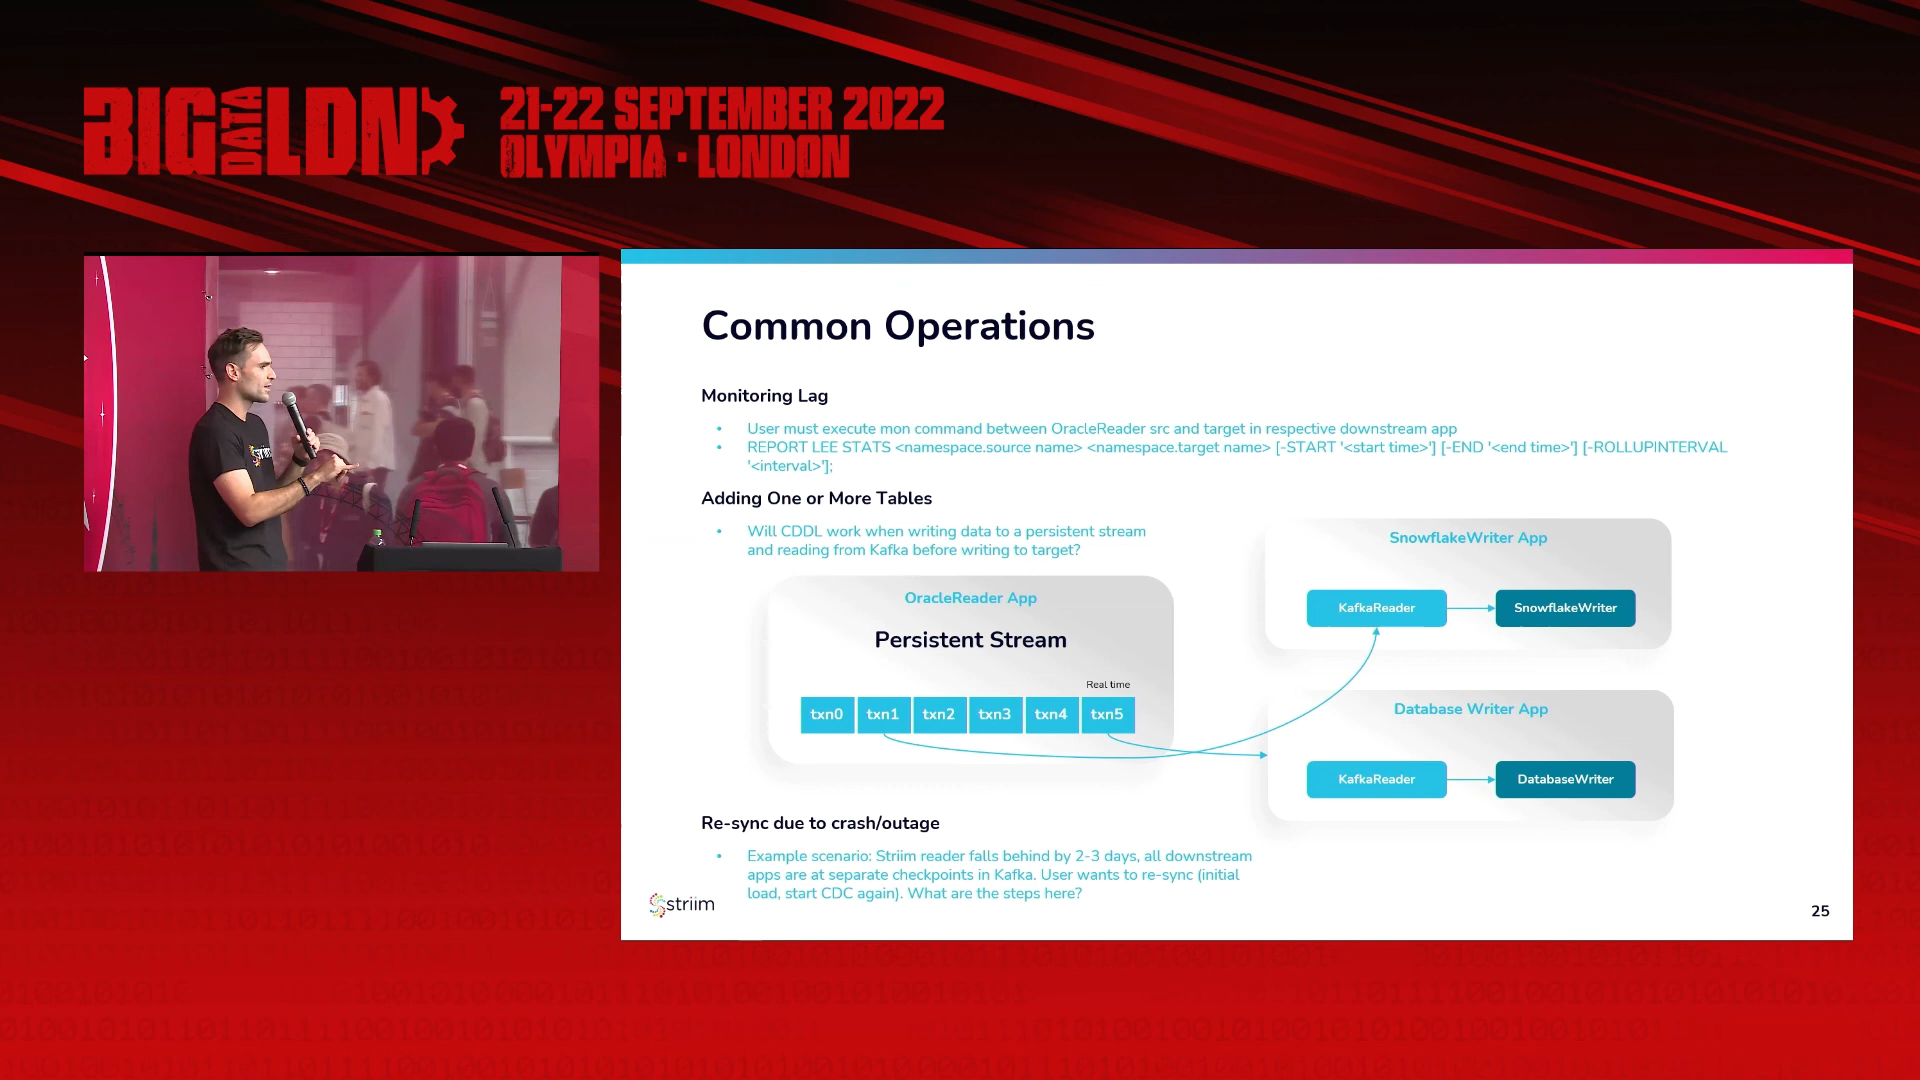 BIG DATA LDN
21-22 SEPTEMBER 2022
OLYMPIA · LONDON
Common Operations
Monitoring Lag
• User must execute mon command between OracleReader src and target in respective downstream app
• REPORT LEE STATS <namespace.source name> <namespace.target name> [-START '<start time>'] [-END '<end time>'] [-ROLLUPINTERVAL
'<interval>'];
Adding One or More Tables
• Will CDDL work when writing data to a persistent stream
and reading from Kafka before writing to target?
OracleReader App
Persistent Stream
Real time
txn0 txn1 txn2 txn3 txn4 txn5
SnowflakeWriter App
KafkaReader SnowflakeWriter
Database Writer App
KafkaReader DatabaseWriter
Re-sync due to crash/outage
• Example scenario: Striim reader falls behind by 2-3 days, all downstream
apps are at separate checkpoints in Kafka. User wants to re-sync (initial
load, start CDC again). What are the steps here?
striim
25